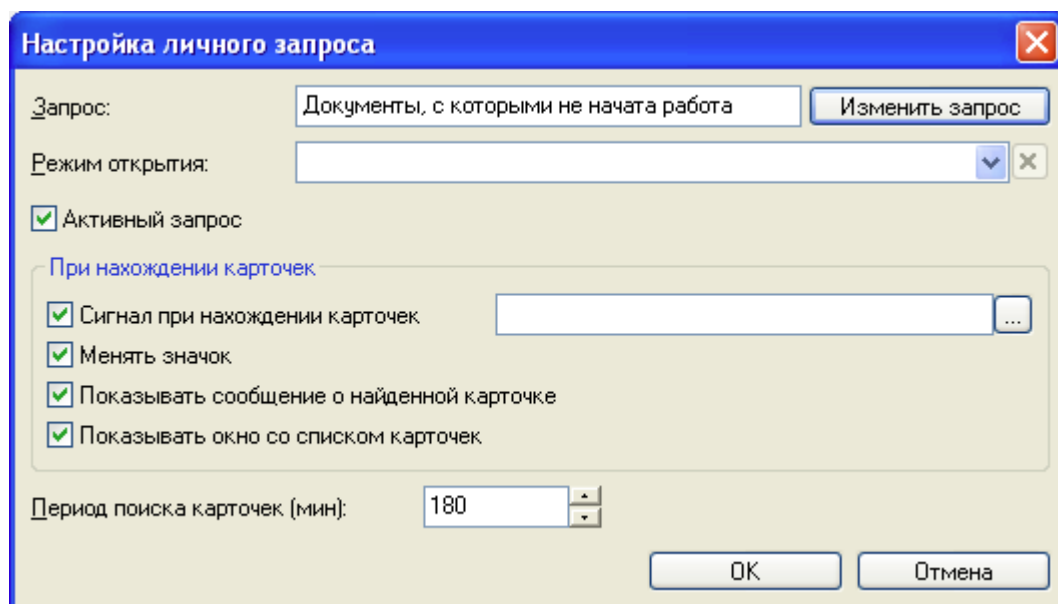 Настройка личного запроса
Запрос: Документы, с которыми не начата работа Изменить запрос
Режим открытия:
Активный запрос
При нахождении карточек
Сигнал при нахождении карточек ...
Менять значок
Показывать сообщение о найденной карточке
Показывать окно со списком карточек
Период поиска карточек (мин): 180
OK Отмена